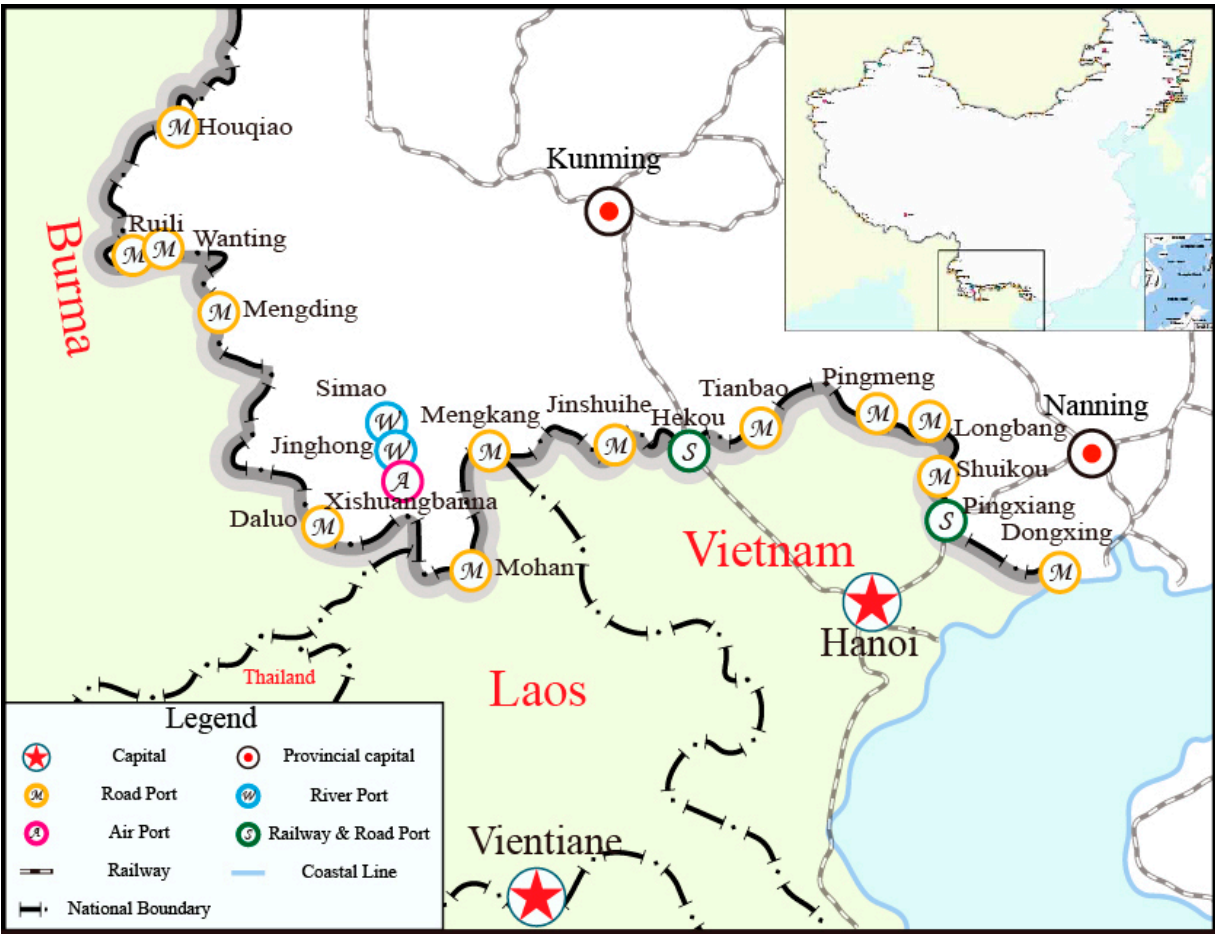 Houqiao
M
Kunming
Burma
Ruili
Wanting
M
M
Mengding
M
Simao
W
Jinghong
W
A
Xishuangbanna
Daluo
M
Mengkang
M
Mohan
M
Jinshuihe
M
Hekou
S
Tianbao
M
Pingmeng
M
M
Longbang
Nanning
M
Shuikou
S
Pingxiang
Dongxing
M
Vietnam
Hanoi
Laos
Thailand
Vientiane
Legend
Capital
Provincial capital
M Road Port
W River Port
A Air Port
S Railway & Road Port
Railway
Coastal Line
National Boundary